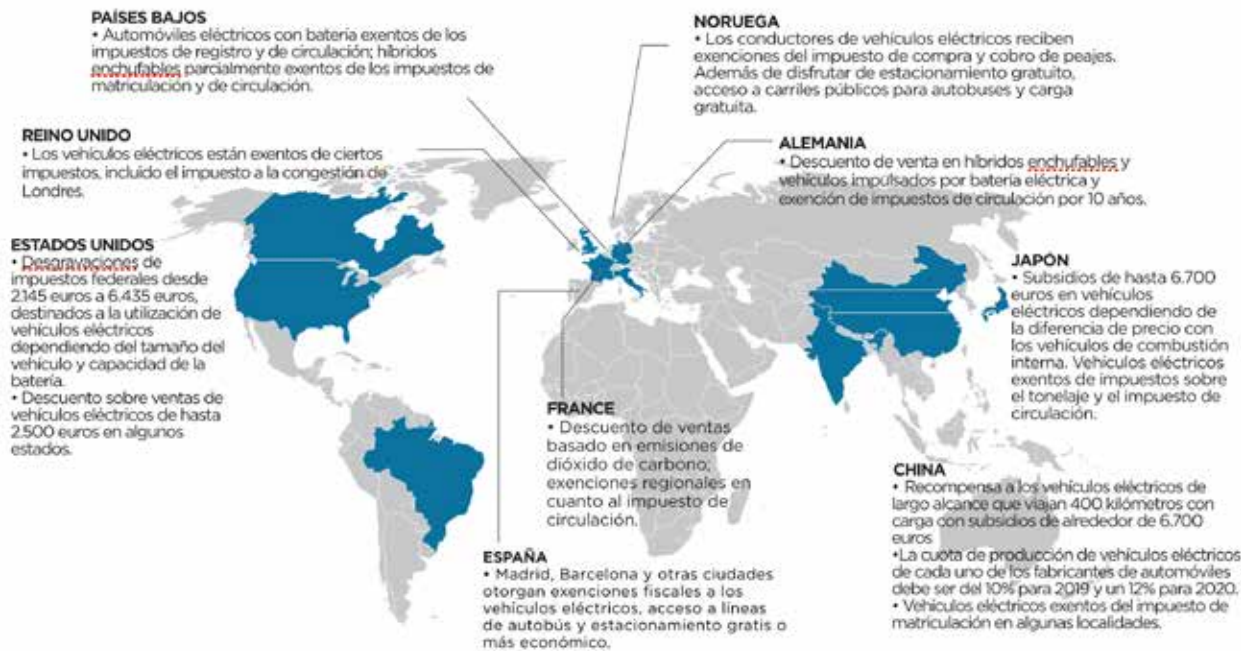 PAÍSES BAJOS
• Automóviles eléctricos con batería exentos de los
impuestos de registro y de circulación; híbridos
enchufables parcialmente exentos de los impuestos de
matriculación y de circulación.
NORUEGA
• Los conductores de vehículos eléctricos reciben
exenciones del impuesto de compra y cobro de peajes.
Además de disfrutar de estacionamiento gratuito,
acceso a carriles públicos para autobuses y carga
gratuita.
REINO UNIDO
• Los vehículos eléctricos están exentos de ciertos
impuestos, incluido el impuesto a la congestión de
Londres.
ALEMANIA
• Descuento de venta en híbridos enchufables y
vehículos impulsados por batería eléctrica y
exención de impuestos de circulación por 10 años.
ESTADOS UNIDOS
• Desgravaciones de
impuestos federales desde
2.145 euros a 6.435 euros,
destinados a la utilización de
vehículos eléctricos
dependiendo del tamaño del
vehículo y capacidad de la
batería.
• Descuento sobre ventas de
vehículos eléctricos de hasta
2.500 euros en algunos
estados.
JAPÓN
• Subsidios de hasta 6.700
euros en vehículos
eléctricos dependiendo de
la diferencia de precio con
los vehículos de combustión
interna. Vehículos eléctricos
exentos de impuestos sobre
el tonelaje y el impuesto de
circulación.
FRANCE
• Descuento de ventas
basado en emisiones de
dióxido de carbono;
exenciones regionales en
cuanto al impuesto de
circulación.
CHINA
• Recompensa a los vehículos eléctricos de
largo alcance que viajan 400 kilómetros con
carga con subsidios de alrededor de 6.700
euros
•La cuota de producción de vehículos eléctricos
de cada uno de los fabricantes de automóviles
debe ser del 10% para 2019 y un 12% para 2020.
• Vehículos eléctricos exentos del impuesto de
matriculación en algunas localidades.
ESPAÑA
• Madrid, Barcelona y otras ciudades
otorgan exenciones fiscales a los
vehículos eléctricos, acceso a líneas
de autobús y estacionamiento gratis o
más económico.